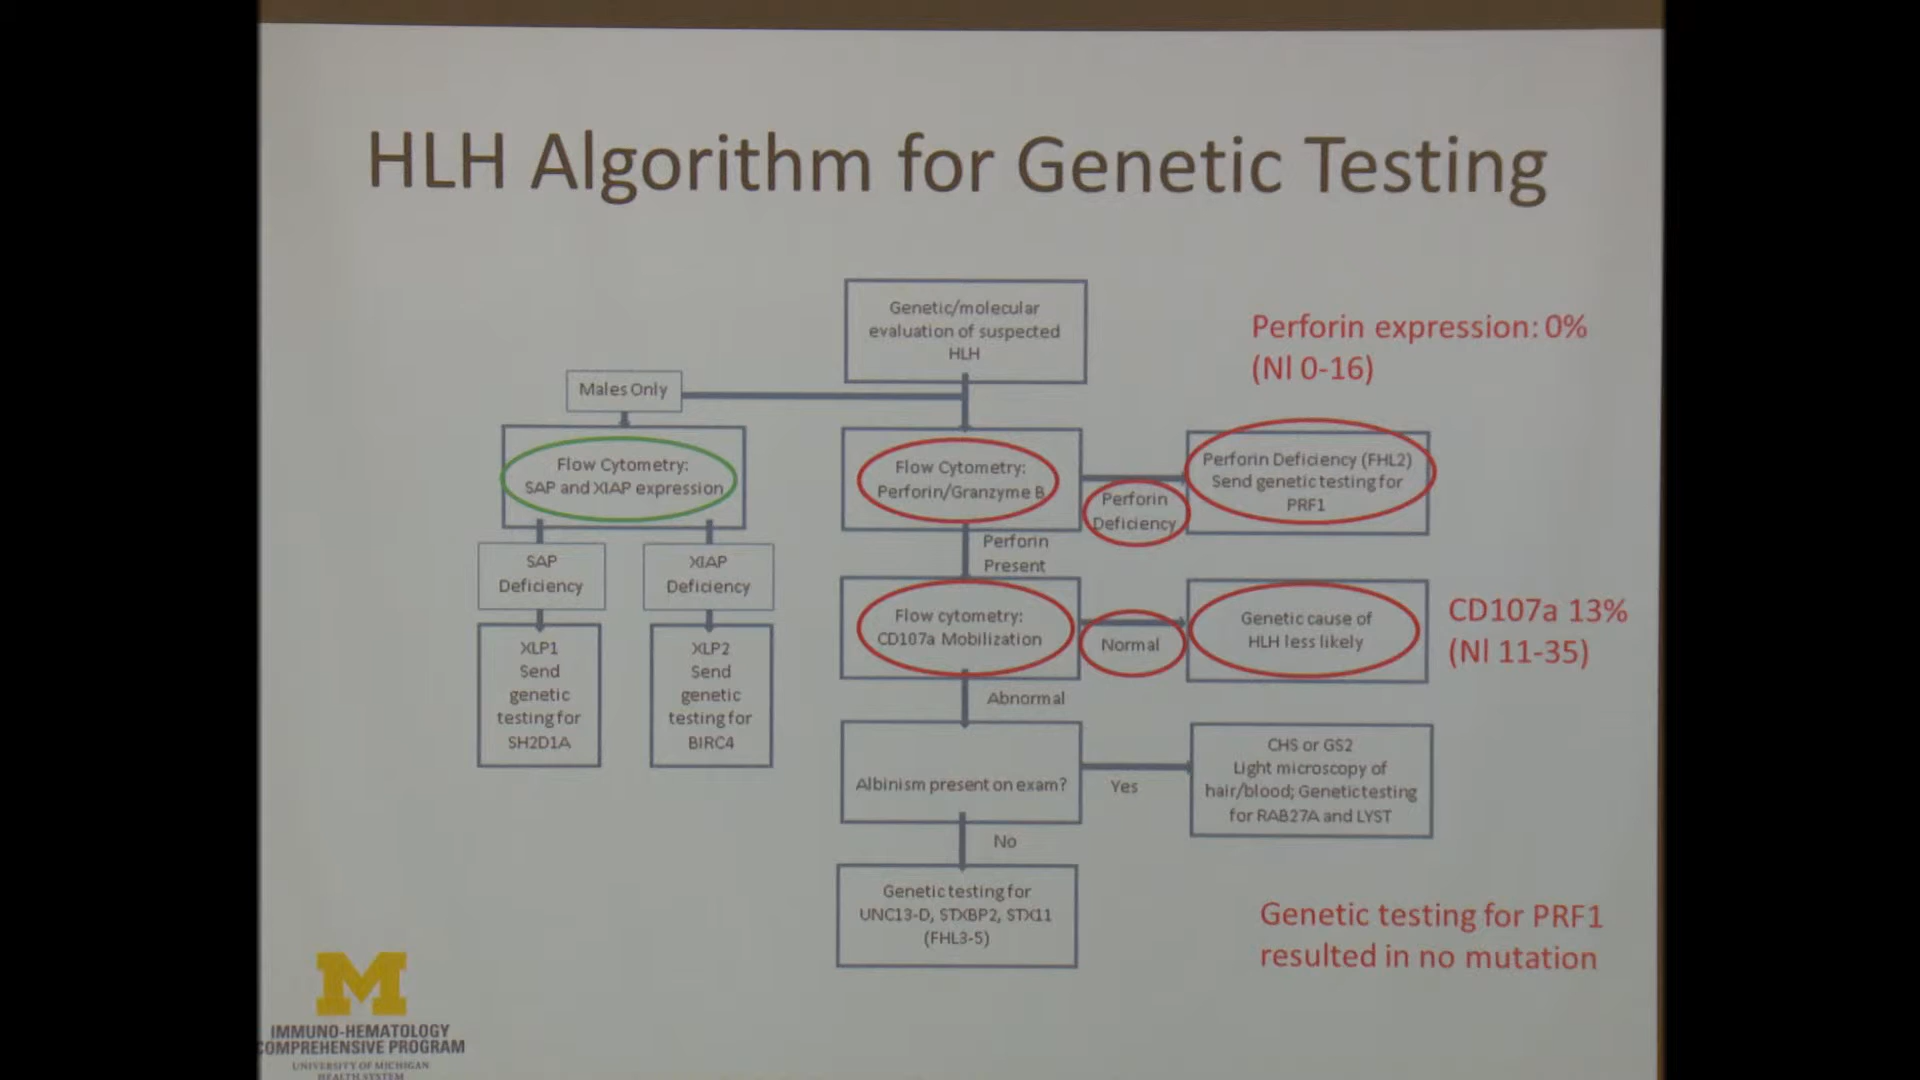 HLH Algorithm for Genetic Testing
Genetic/molecular
evaluation of suspected
HLH
Perforin expression: 0%
(Nl 0-16)
Males Only
Flow Cytometry:
SAP and XIAP expression
Flow Cytometry:
Perforin/Granzyme B
Perforin
Deficiency
Perforin Deficiency (FHL2)
Send genetic testing for
PRF1
Perforin
Present
SAP
Deficiency
XIAP
Deficiency
Flow cytometry:
CD107a Mobilization
Normal
Genetic cause of
HLH less likely
CD107a 13%
(Nl 11-35)
XLP1
Send
genetic
testing for
SH2D1A
XLP2
Send
genetic
testing for
BIRC4
Abnormal
Albinism present on exam?
Yes
CHS or GS2
Light microscopy of
hair/blood; Genetic testing
for RAB27A and LYST
No
Genetic testing for
UNC13-D, STXBP2, STX11
(FHL3-5)
Genetic testing for PRF1
resulted in no mutation
M
IMMUNO-HEMATOLOGY
COMPREHENSIVE PROGRAM
UNIVERSITY OF MICHIGAN
HEALTH SYSTEM